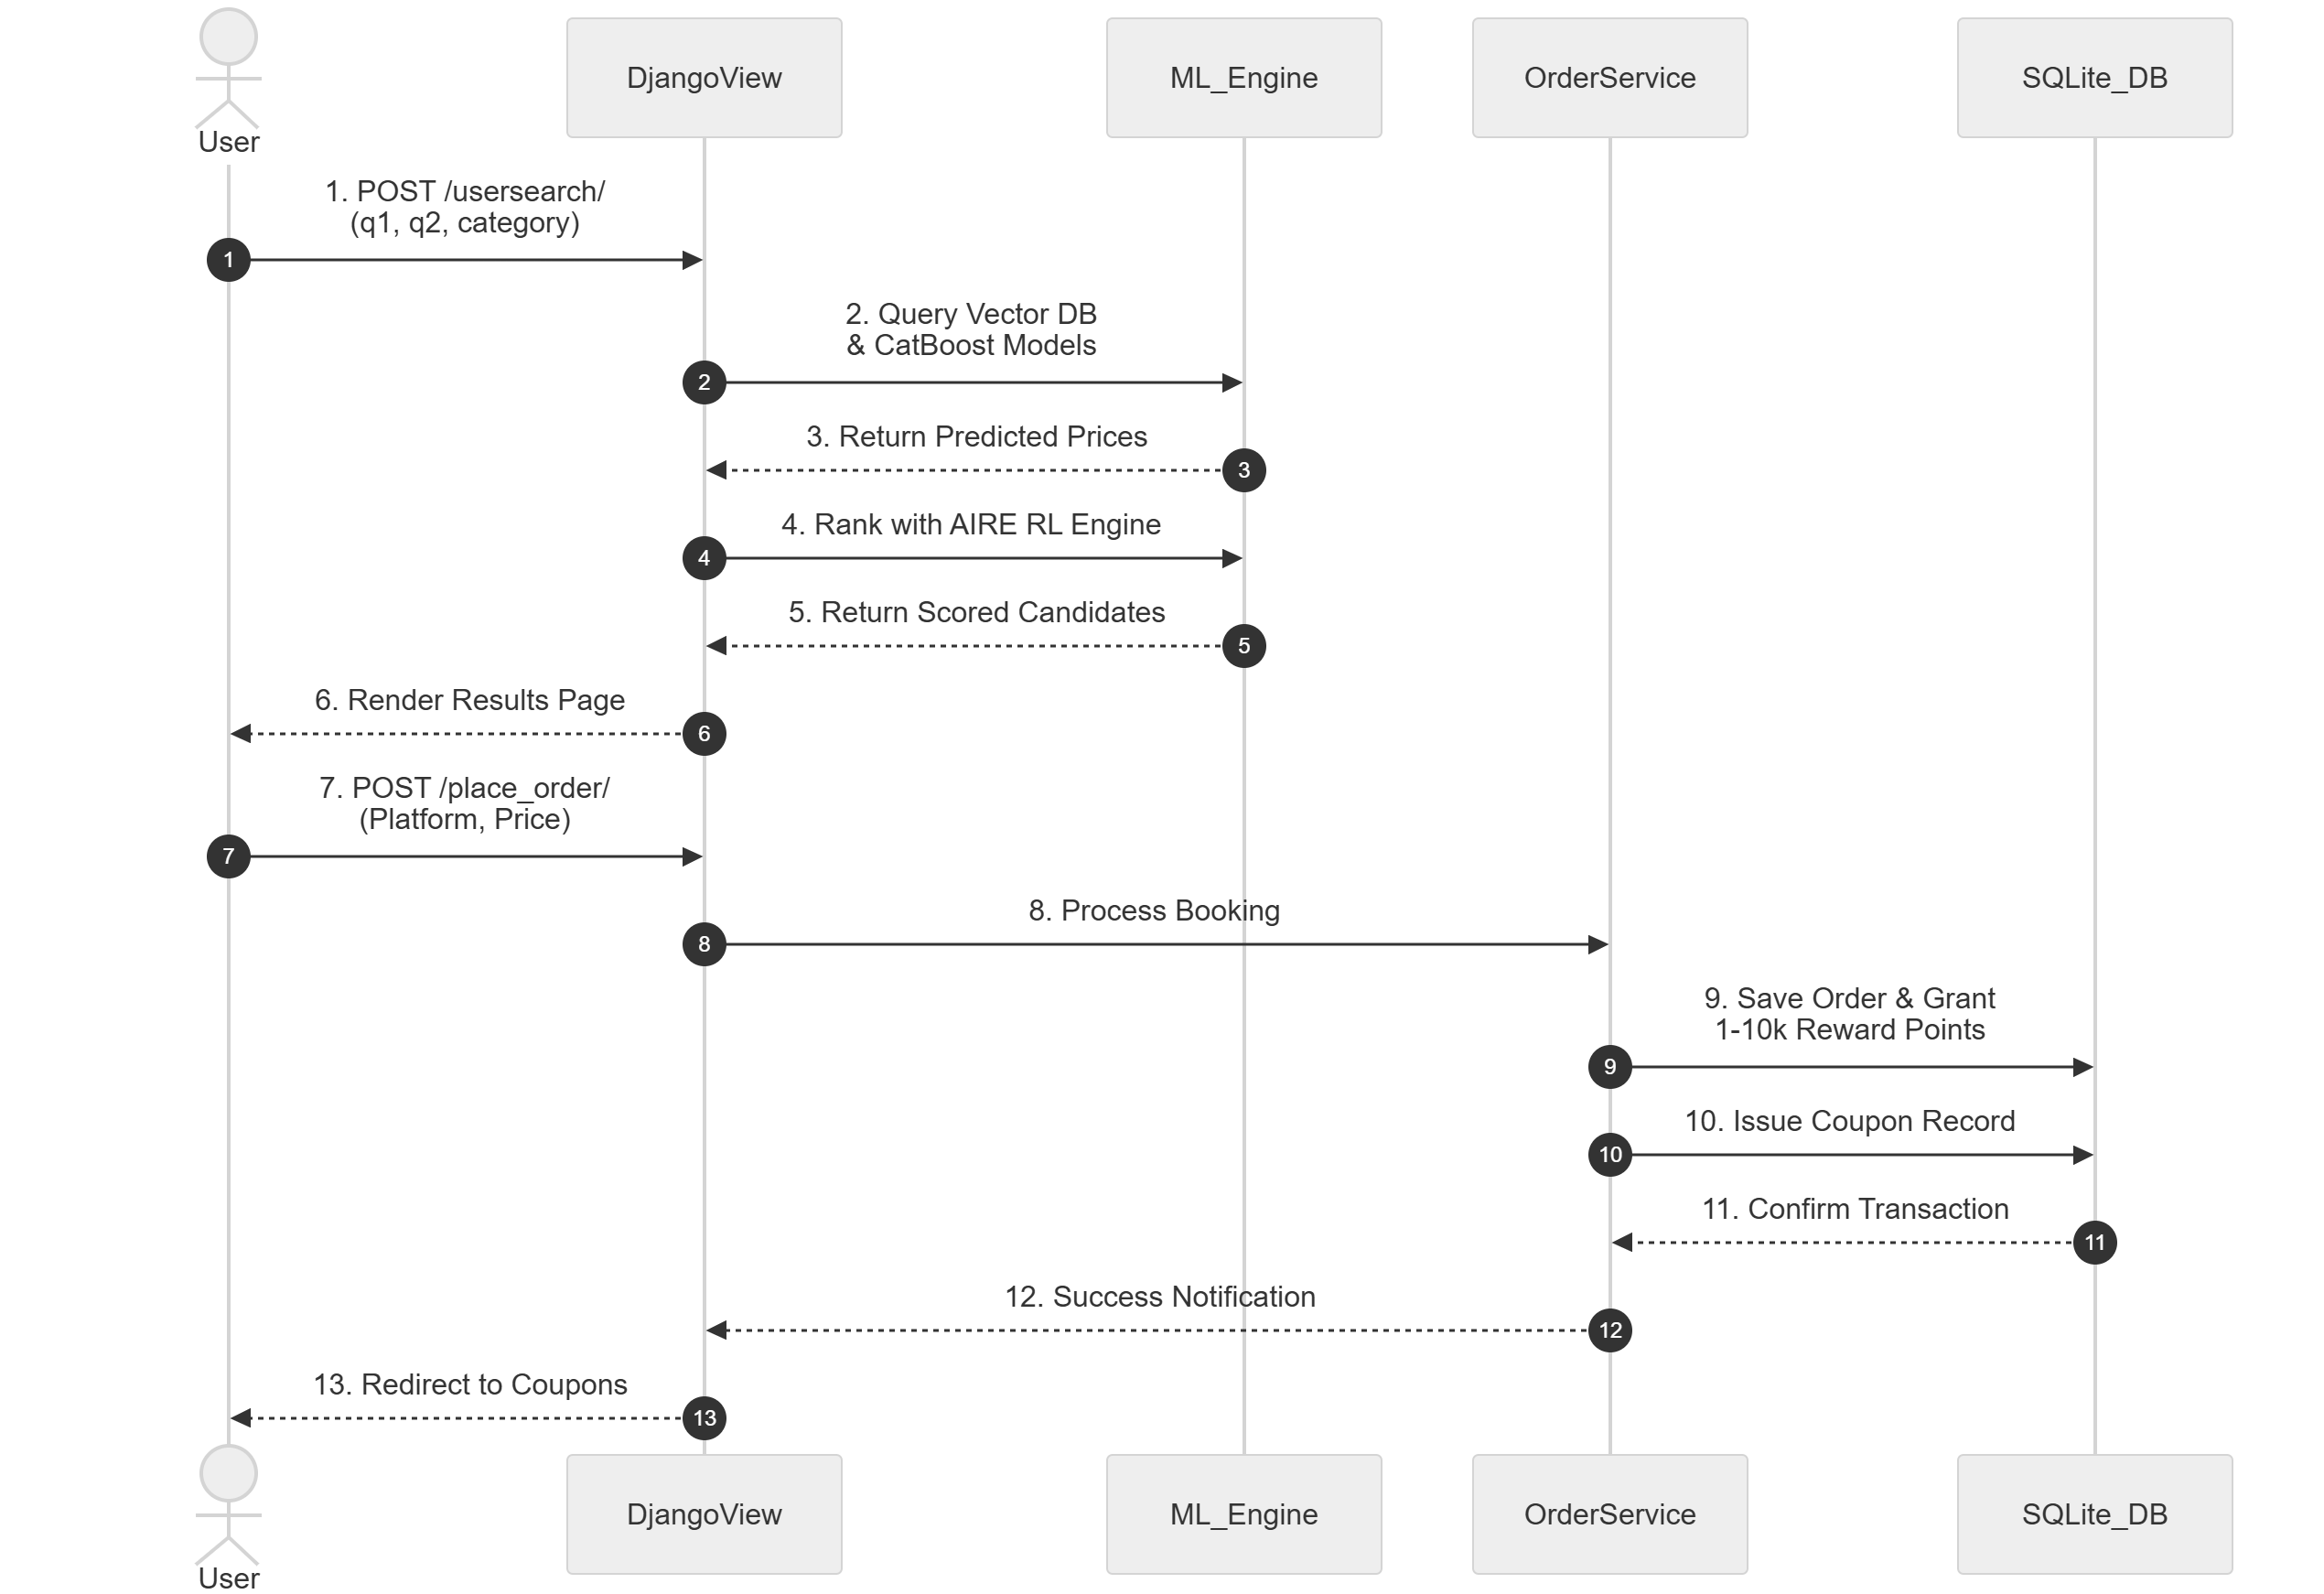 User
DjangoView
ML_Engine
OrderService
SQLite_DB
1. POST /usersearch/
(q1, q2, category)
1
2. Query Vector DB
& CatBoost Models
2
3. Return Predicted Prices
3
4. Rank with AIRE RL Engine
4
5. Return Scored Candidates
5
6. Render Results Page
6
7. POST /place_order/
(Platform, Price)
7
8. Process Booking
8
9. Save Order & Grant
1-10k Reward Points
9
10. Issue Coupon Record
10
11. Confirm Transaction
11
12. Success Notification
12
13. Redirect to Coupons
13
User
DjangoView
ML_Engine
OrderService
SQLite_DB